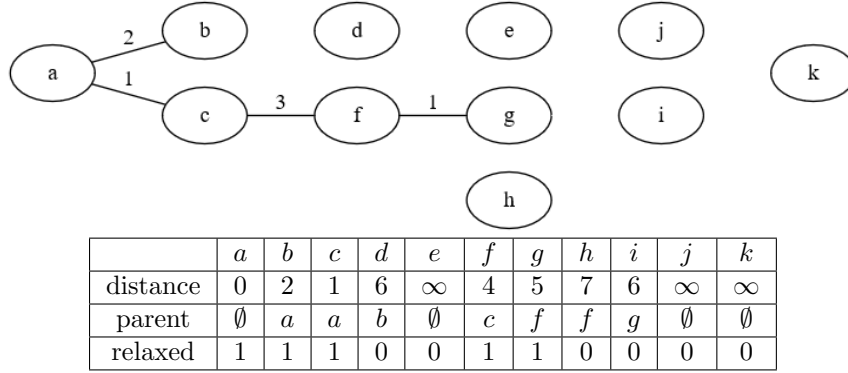 2 b d e j
a k
1 3 1
c f g i
h
a b c d e f g h i j k
distance 0 2 1 6 ∞ 4 5 7 6 ∞ ∞
parent ∅ a a b ∅ c f f g ∅ ∅
relaxed 1 1 1 0 0 1 1 0 0 0 0